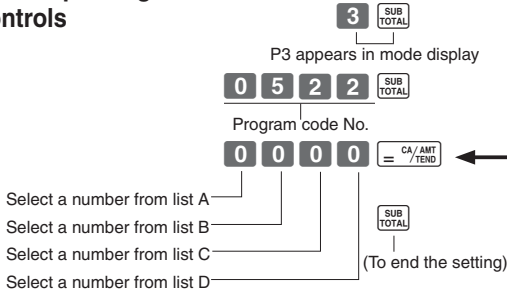 ntrols
3 SUB TOTAL
P3 appears in mode display
0 5 2 2 SUB TOTAL
Program code No.
0 0 0 0 = CA/AMT TEND
Select a number from list A
Select a number from list B
SUB TOTAL
Select a number from list C
(To end the setting)
Select a number from list D